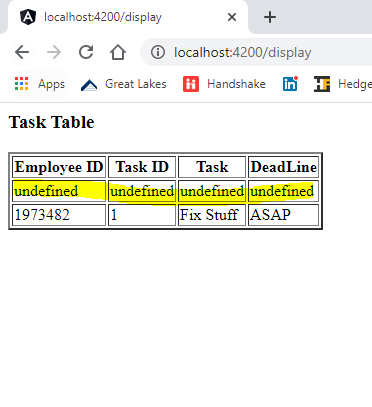 localhost:4200/display
localhost:4200/display
Apps Great Lakes Handshake Hedge
Task Table
Employee ID Task ID Task DeadLine
undefined undefined undefined undefined
1973482 1 Fix Stuff ASAP